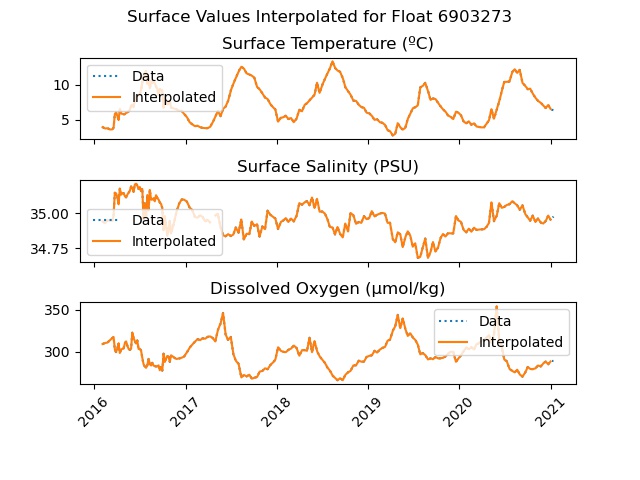 Surface Values Interpolated for Float 6903273
Surface Temperature (ºC)
10
5
Data
Interpolated
Surface Salinity (PSU)
35.00
34.75
Data
Interpolated
Dissolved Oxygen (µmol/kg)
350
300
Data
Interpolated
2016
2017
2018
2019
2020
2021